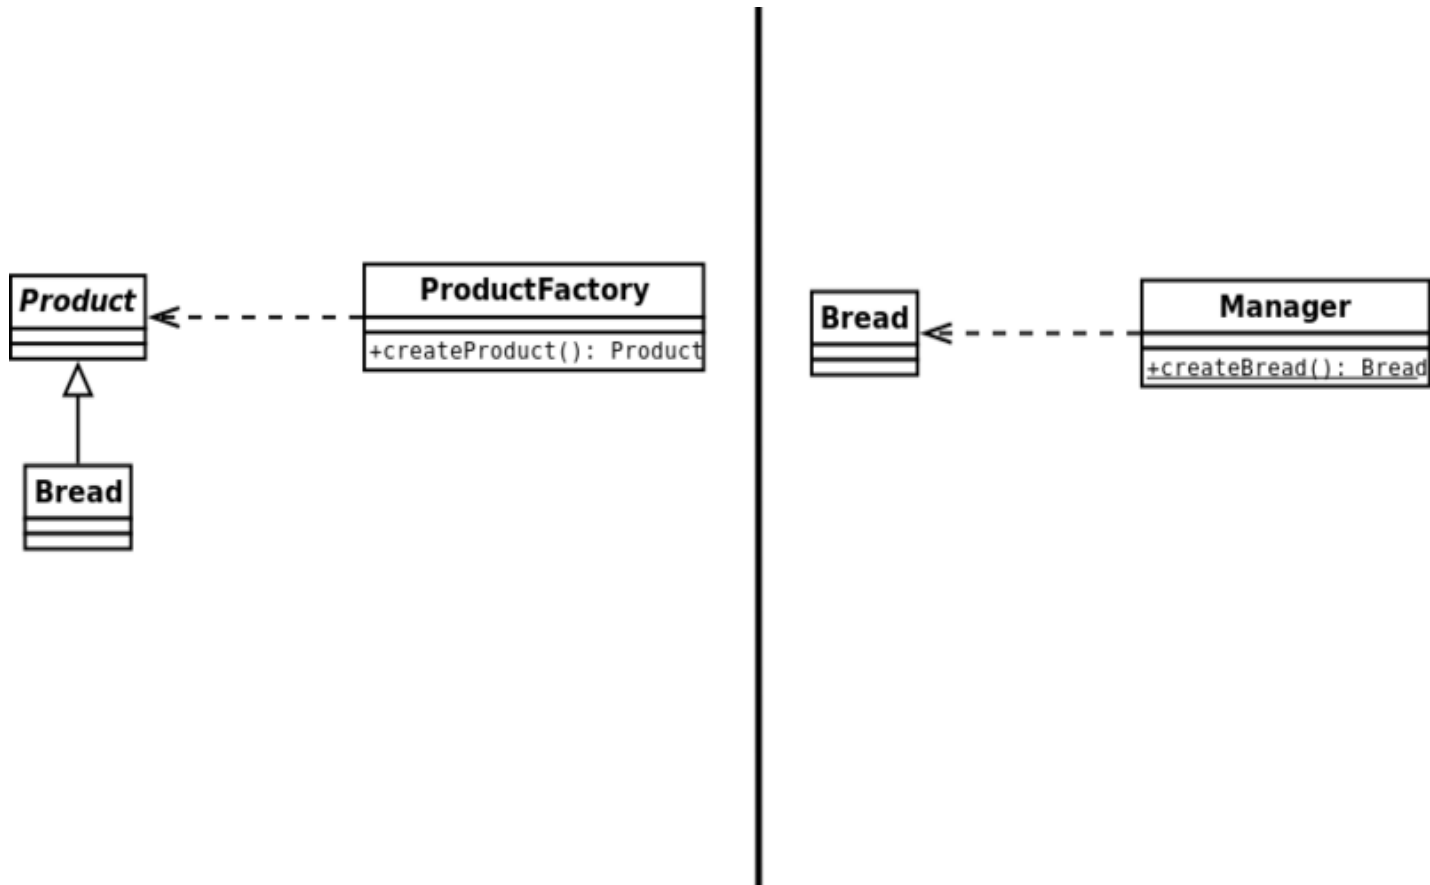 Product
ProductFactory
+createProduct(): Product
Bread
Bread
Manager
+createBread(): Bread